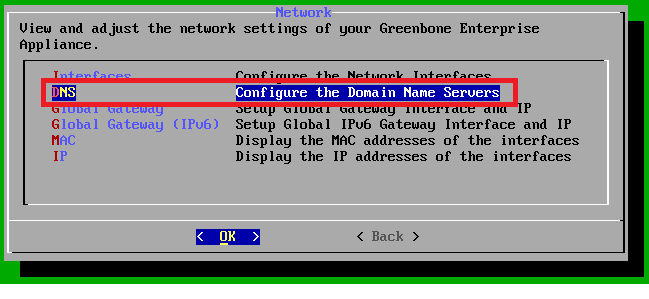 Network
View and adjust the network settings of your Greenbone Enterprise
Appliance.
Interfaces Configure the Network Interfaces
DNS Configure the Domain Name Servers
Global Gateway Setup Global Gateway Interface and IP
Global Gateway (IPv6) Setup Global IPv6 Gateway Interface and IP
MAC Display the MAC addresses of the interfaces
IP Display the IP addresses of the interfaces
< OK > < Back >